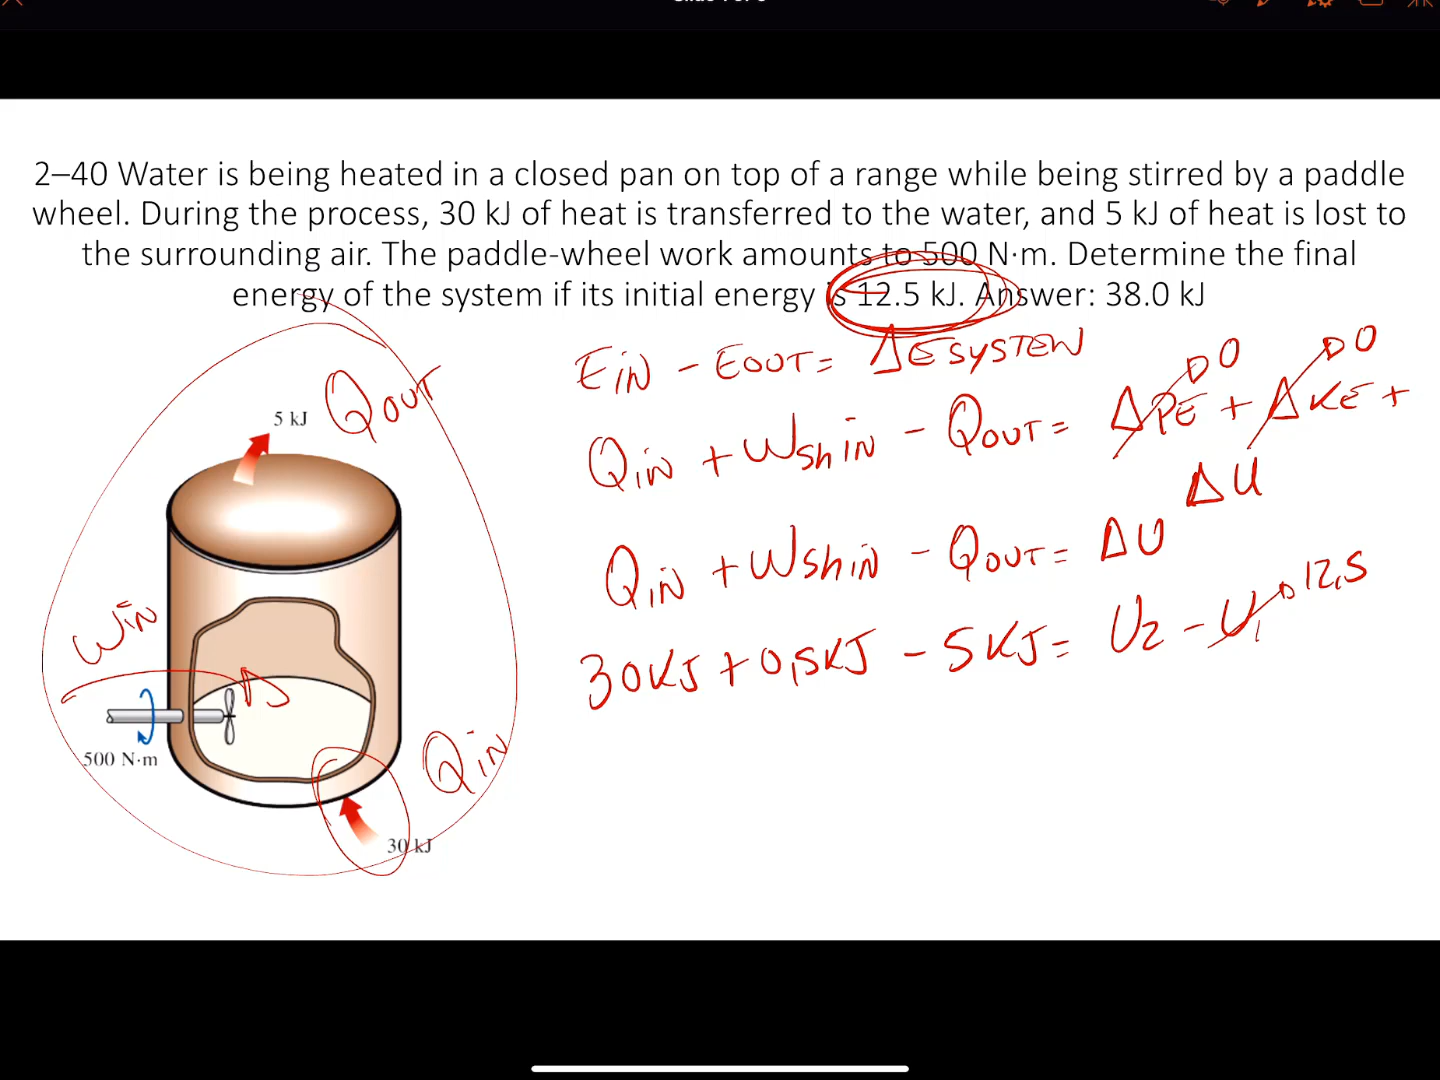 2–40 Water is being heated in a closed pan on top of a range while being stirred by a paddle
wheel. During the process, 30 kJ of heat is transferred to the water, and 5 kJ of heat is lost to
the surrounding air. The paddle-wheel work amounts to 500 N·m. Determine the final
energy of the system if its initial energy is 12.5 kJ. Answer: 38.0 kJ
EiN - EOUT = ΔESYSTEM
QiN + WshiN - QOUT = ΔPE + ΔKE +
0 0
ΔU
QiN + WshiN - QOUT = ΔU
30KJ + 0,5KJ - 5KJ = U2 - U1
12,5
5 kJ
QOUT
WiN
500 N·m
QiN
30 kJ